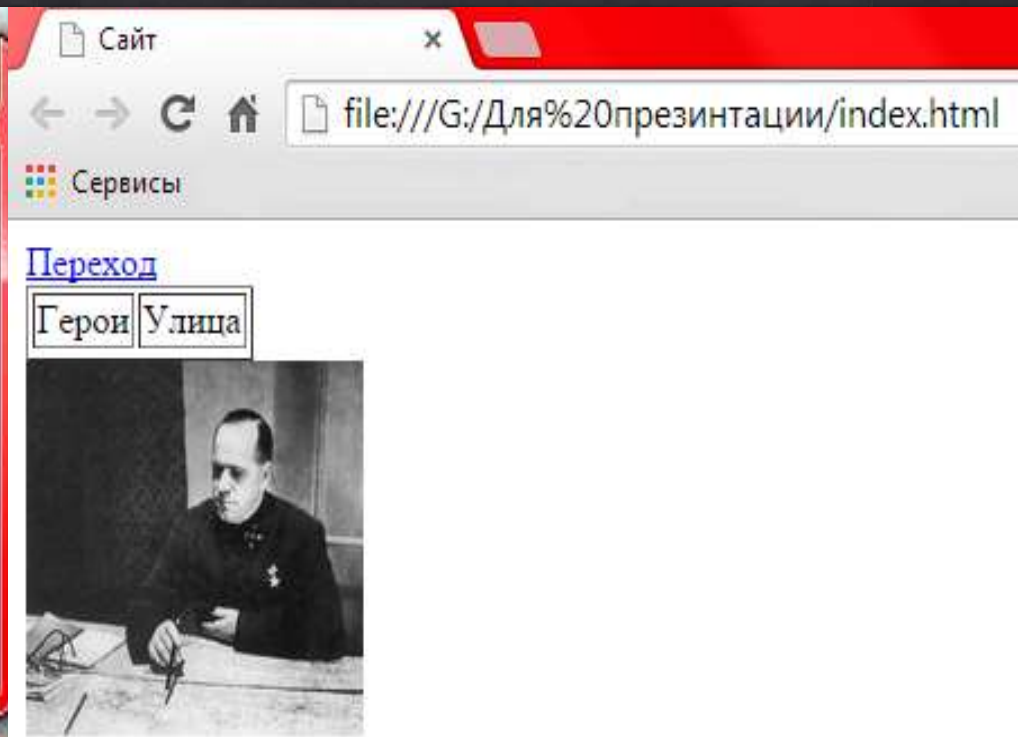 Сайт
file:///G:/Для%20презинтации/index.html
Сервисы
Переход
Герои Улица